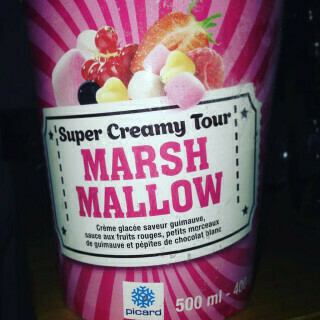 Super Creamy Tour
MARSH
MALLOW
Crème glacée saveur guimauve,
sauce aux fruits rouges, petits morceaux
de guimauve et pépites de chocolat blanc
picard
500 ml - 40